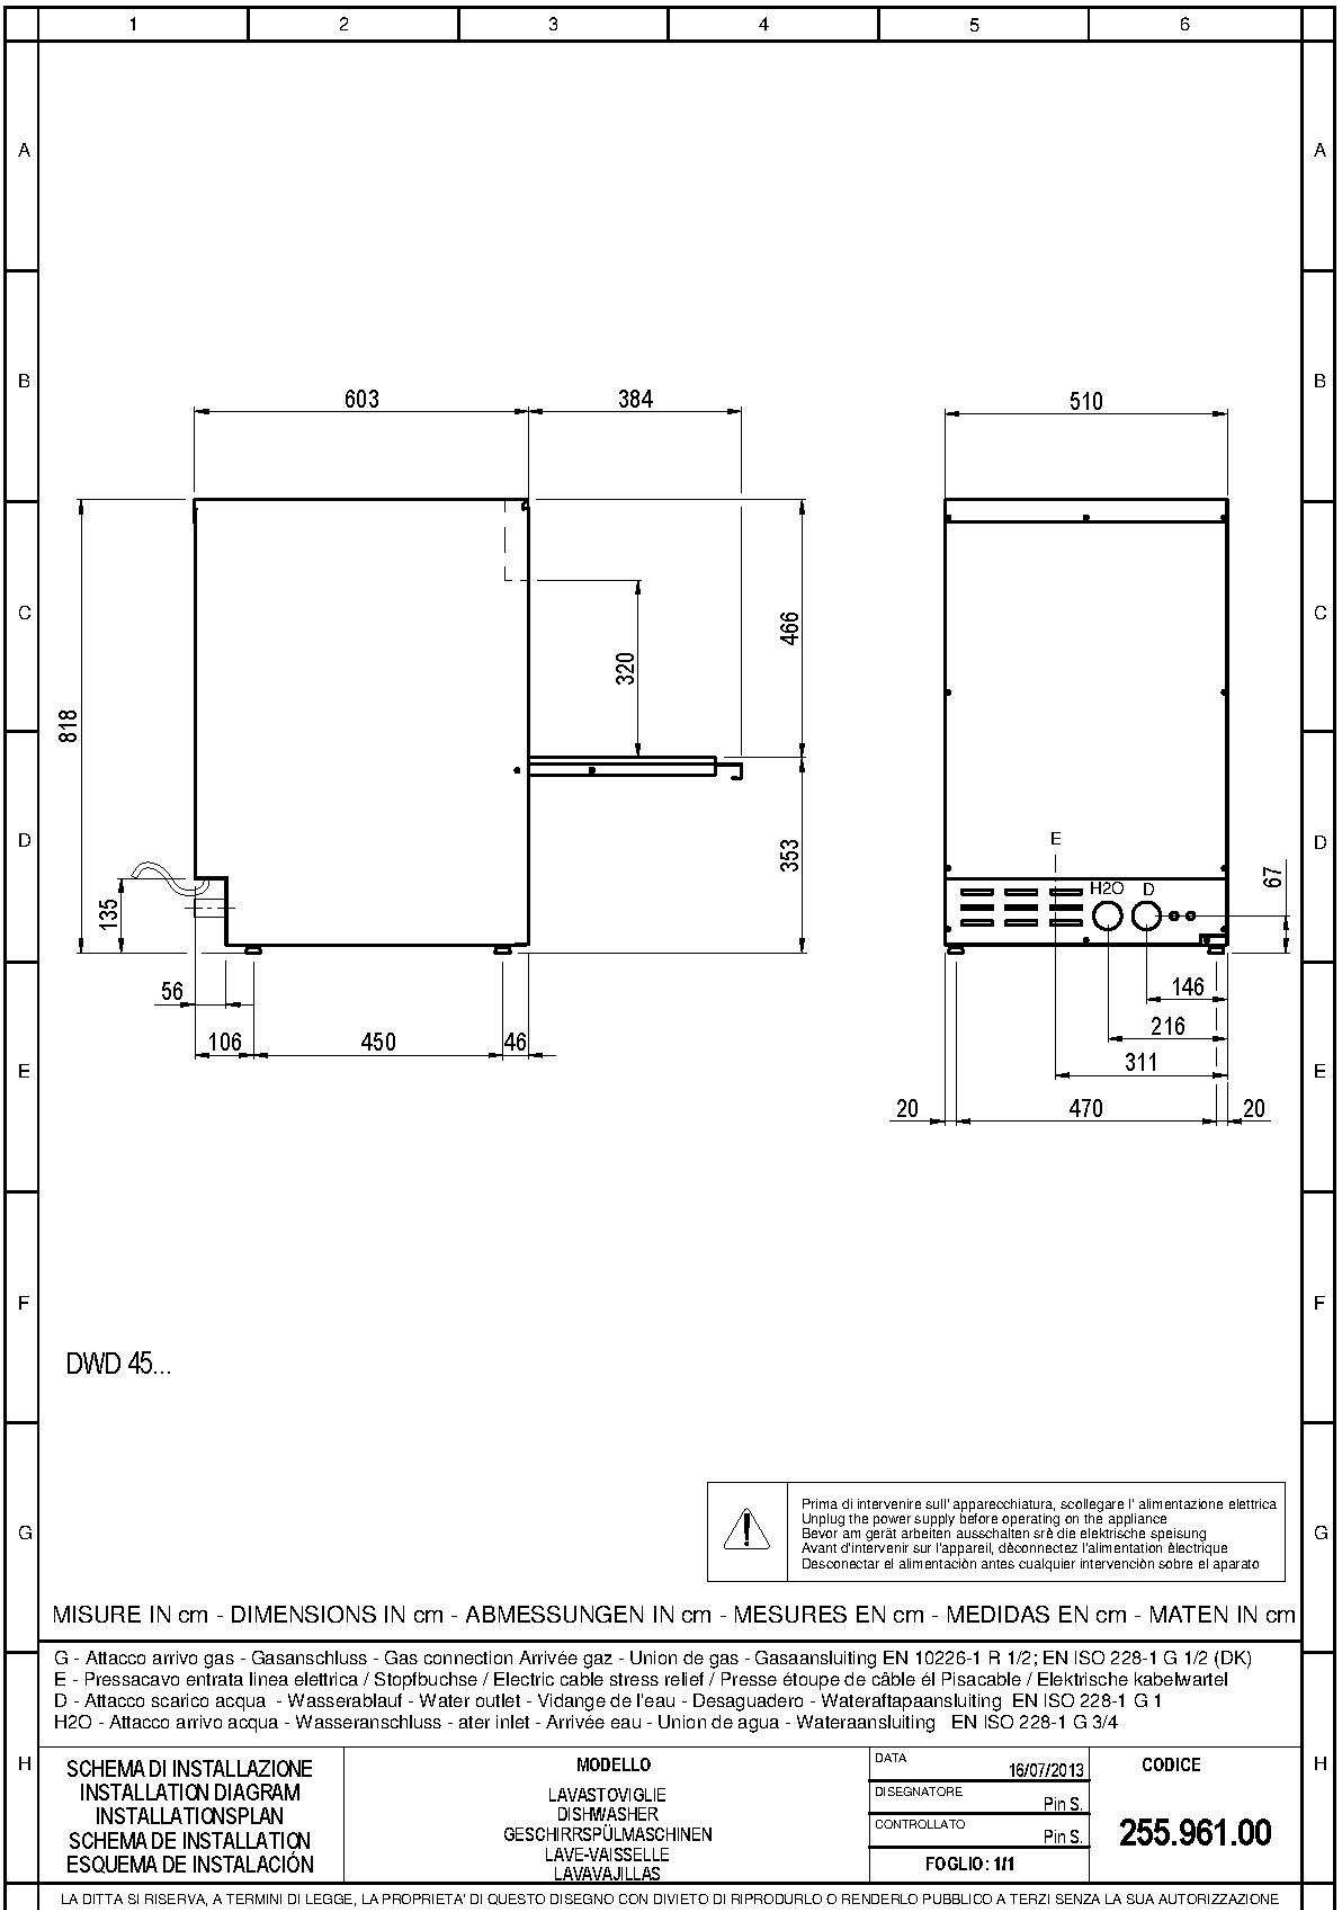 1 2 3 4 5 6
A A
B B
603 384 510
C C
466
320
818
D D
353
E
H2O D
67
135
56
146
216
106 450 46
311
E E
20 470 20
F F
DWD 45...
G G
Prima di intervenire sull' apparecchiatura, scollegare l' alimentazione elettrica
Unplug the power supply before operating on the appliance
Bevor am gerät arbeiten ausschalten srè die elektrische speisung
Avant d'intervenir sur l'appareil, dèconnectez l'alimentation èlectrique
Desconectar el alimentaciòn antes cualquier intervenciòn sobre el aparato
MISURE IN cm - DIMENSIONS IN cm - ABMESSUNGEN IN cm - MESURES EN cm - MEDIDAS EN cm - MATEN IN cm
G - Attacco arrivo gas - Gasanschluss - Gas connection Arrivée gaz - Union de gas - Gasaansluiting EN 10226-1 R 1/2; EN ISO 228-1 G 1/2 (DK)
E - Pressacavo entrata linea elettrica / Stopfbuchse / Electric cable stress relief / Presse étoupe de câble él Pisacable / Elektrische kabelwartel
D - Attacco scarico acqua - Wasserablauf - Water outlet - Vidange de l'eau - Desaguadero - Wateraftapaansluiting EN ISO 228-1 G 1
H2O - Attacco arrivo acqua - Wasseranschluss - ater inlet - Arrivée eau - Union de agua - Wateraansluiting EN ISO 228-1 G 3/4
H H
SCHEMA DI INSTALLAZIONE
INSTALLATION DIAGRAM
INSTALLATIONSPLAN
SCHEMA DE INSTALLATION
ESQUEMA DE INSTALACIÓN
MODELLO
LAVASTOVIGLIE
DISHWASHER
GESCHIRRSPÜLMASCHINEN
LAVE-VAISSELLE
LAVAVAJILLAS
DATA
16/07/2013
DISEGNATORE
Pin S.
CONTROLLATO
Pin S.
FOGLIO: 1/1
CODICE
255.961.00
LA DITTA SI RISERVA, A TERMINI DI LEGGE, LA PROPRIETA' DI QUESTO DISEGNO CON DIVIETO DI RIPRODURLO O RENDERLO PUBBLICO A TERZI SENZA LA SUA AUTORIZZAZIONE